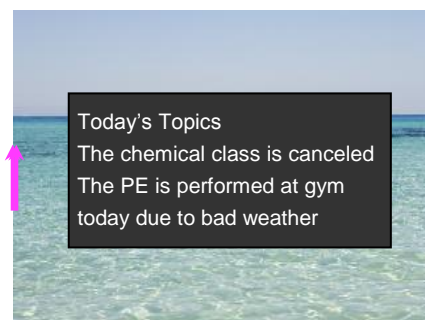 Today’s Topics
The chemical class is canceled
The PE is performed at gym
today due to bad weather